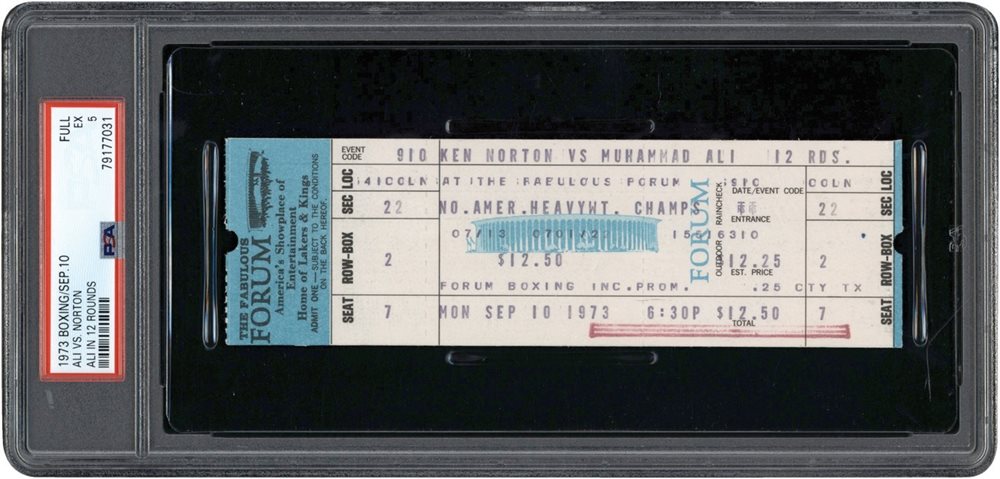 1973 BOXING/SEP.10 FULL
ALI VS. NORTON EX
ALI IN 12 ROUNDS 5
79177031
PSA
THE FABULOUS
FORUM
America's Showplace of
Entertainment
Home of Lakers & Kings
ADMIT ONE—SUBJECT TO THE CONDITIONS
ON THE BACK HEREOF.
EVENT CODE 910 KEN NORTON VS MUHAMMAD ALI 12 RDS.
LOC COLN AT THE FABULOUS FORUM 910 COLN LOC
DATE/EVENT CODE
SEC 22 NO.AMER.HEAVYWT. CHAMPS 22 SEC
ENTRANCE
OUTDOOR RAINCHECK
FORUM
07/13
ROW-BOX 2 $12.50 $12.25 2 ROW-BOX
EST. PRICE
FORUM BOXING INC.PROM. .25 CTY TX
SEAT 7 MON SEP 10 1973 6:30P $12.50 7 SEAT
TOTAL